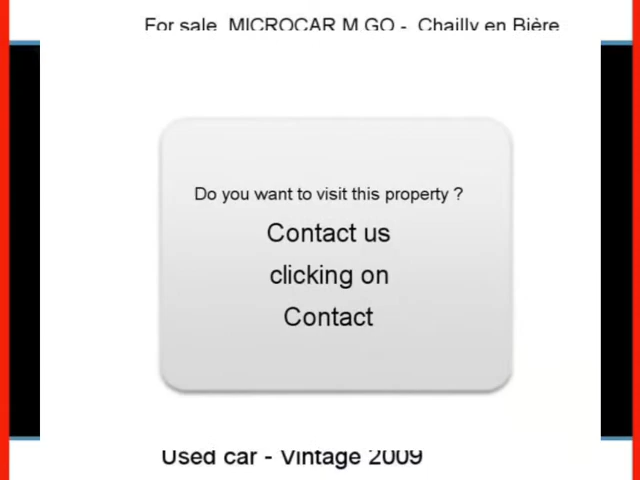 For sale MICROCAR M GO - Chailly en Bière
Do you want to visit this property ?
Contact us
clicking on
Contact
Used car - Vintage 2009